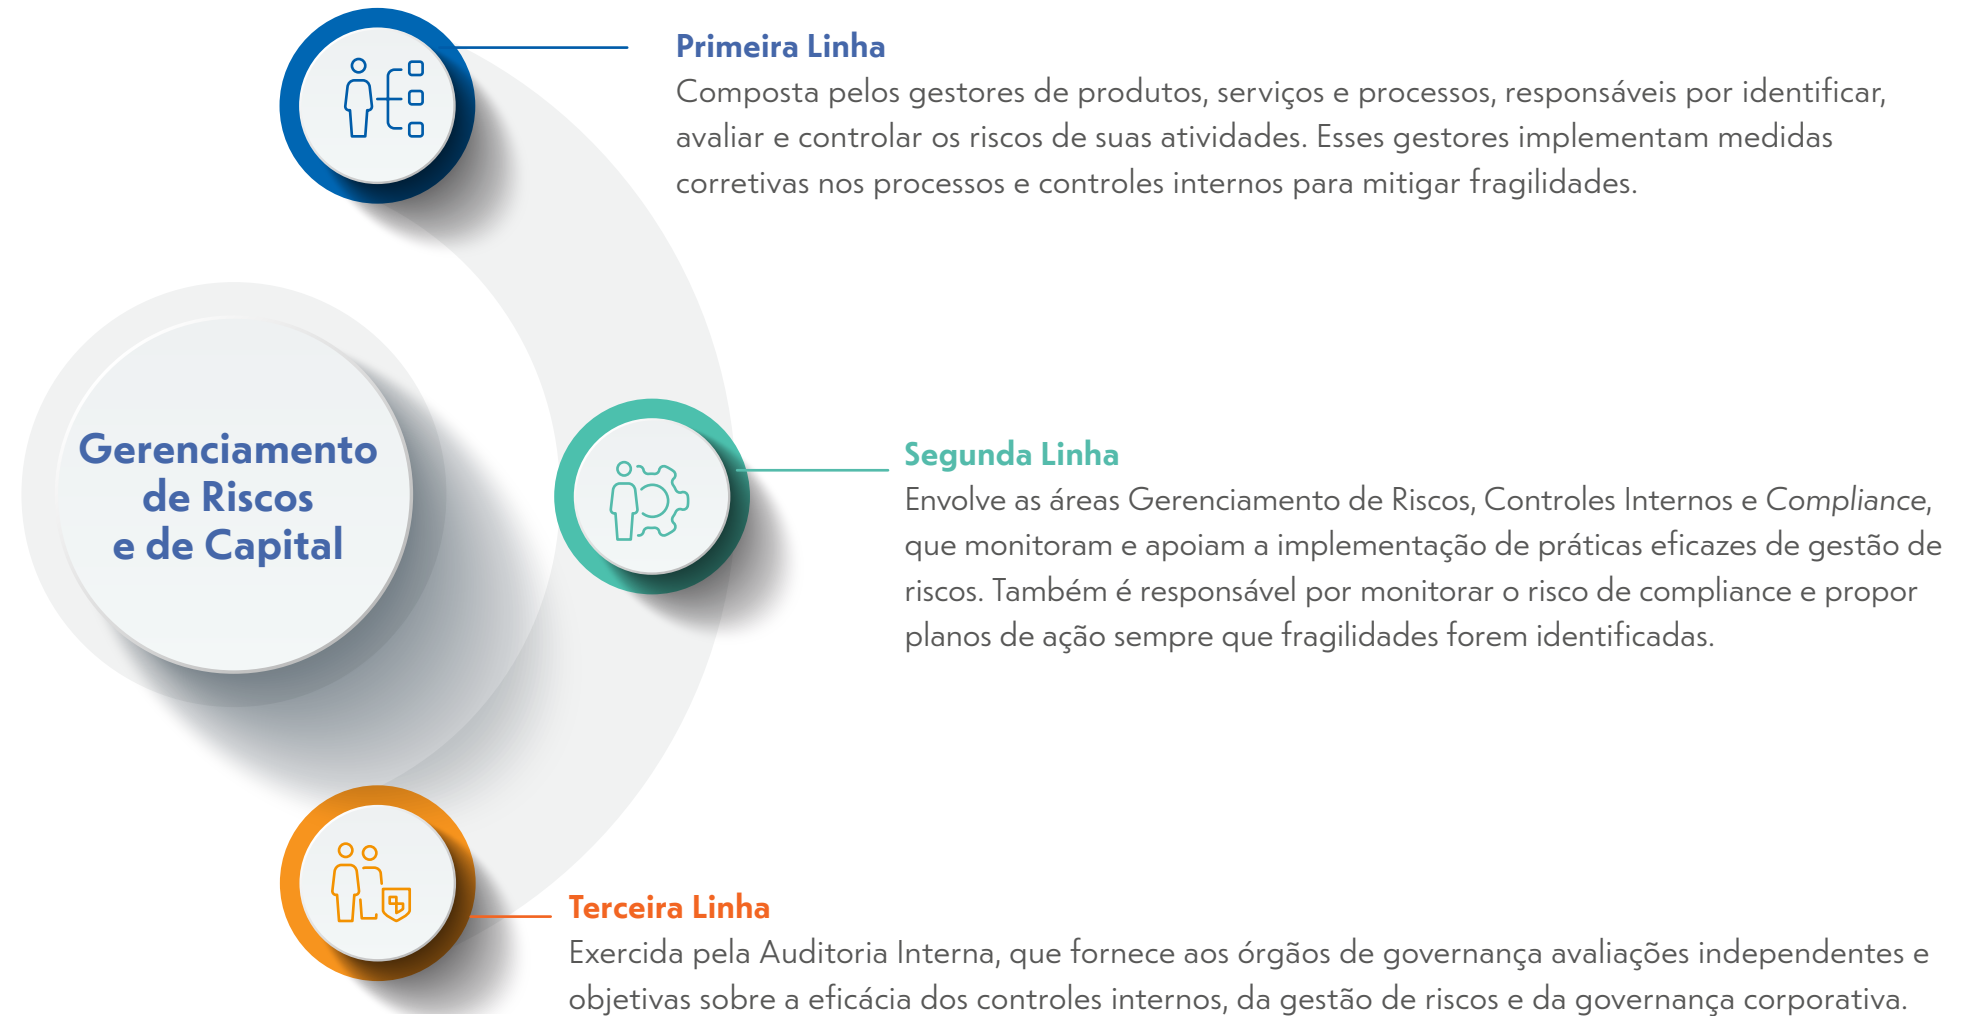 Primeira Linha
Composta pelos gestores de produtos, serviços e processos, responsáveis por identificar,
avaliar e controlar os riscos de suas atividades. Esses gestores implementam medidas
corretivas nos processos e controles internos para mitigar fragilidades.
Gerenciamento
de Riscos
e de Capital
Segunda Linha
Envolve as áreas Gerenciamento de Riscos, Controles Internos e Compliance,
que monitoram e apoiam a implementação de práticas eficazes de gestão de
riscos. Também é responsável por monitorar o risco de compliance e propor
planos de ação sempre que fragilidades forem identificadas.
Terceira Linha
Exercida pela Auditoria Interna, que fornece aos órgãos de governança avaliações independentes e
objetivas sobre a eficácia dos controles internos, da gestão de riscos e da governança corporativa.